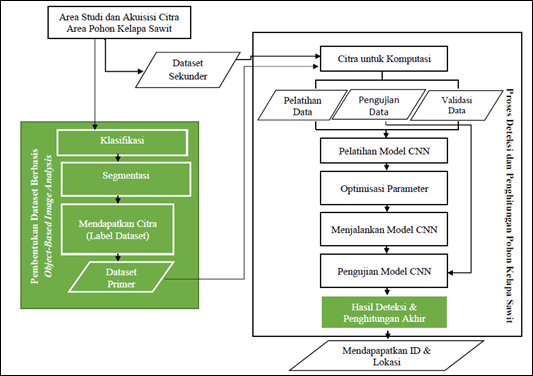 Area Studi dan Akuisisi Citra
Area Pohon Kelapa Sawit
Dataset
Sekunder
Pembentukan Dataset Berbasis
Object-Based Image Analysis
Klasifikasi
Segmentasi
Mendapatkan Citra
(Label Dataset)
Dataset
Primer
Citra untuk Komputasi
Pelatihan
Data
Pengujian
Data
Validasi
Data
Pelatihan Model CNN
Optimisasi Parameter
Menjalankan Model CNN
Pengujian Model CNN
Hasil Deteksi &
Penghitungan Akhir
Proses Deteksi dan Penghitungan Pohon Kelapa Sawit
Mendapapatkan ID &
Lokasi